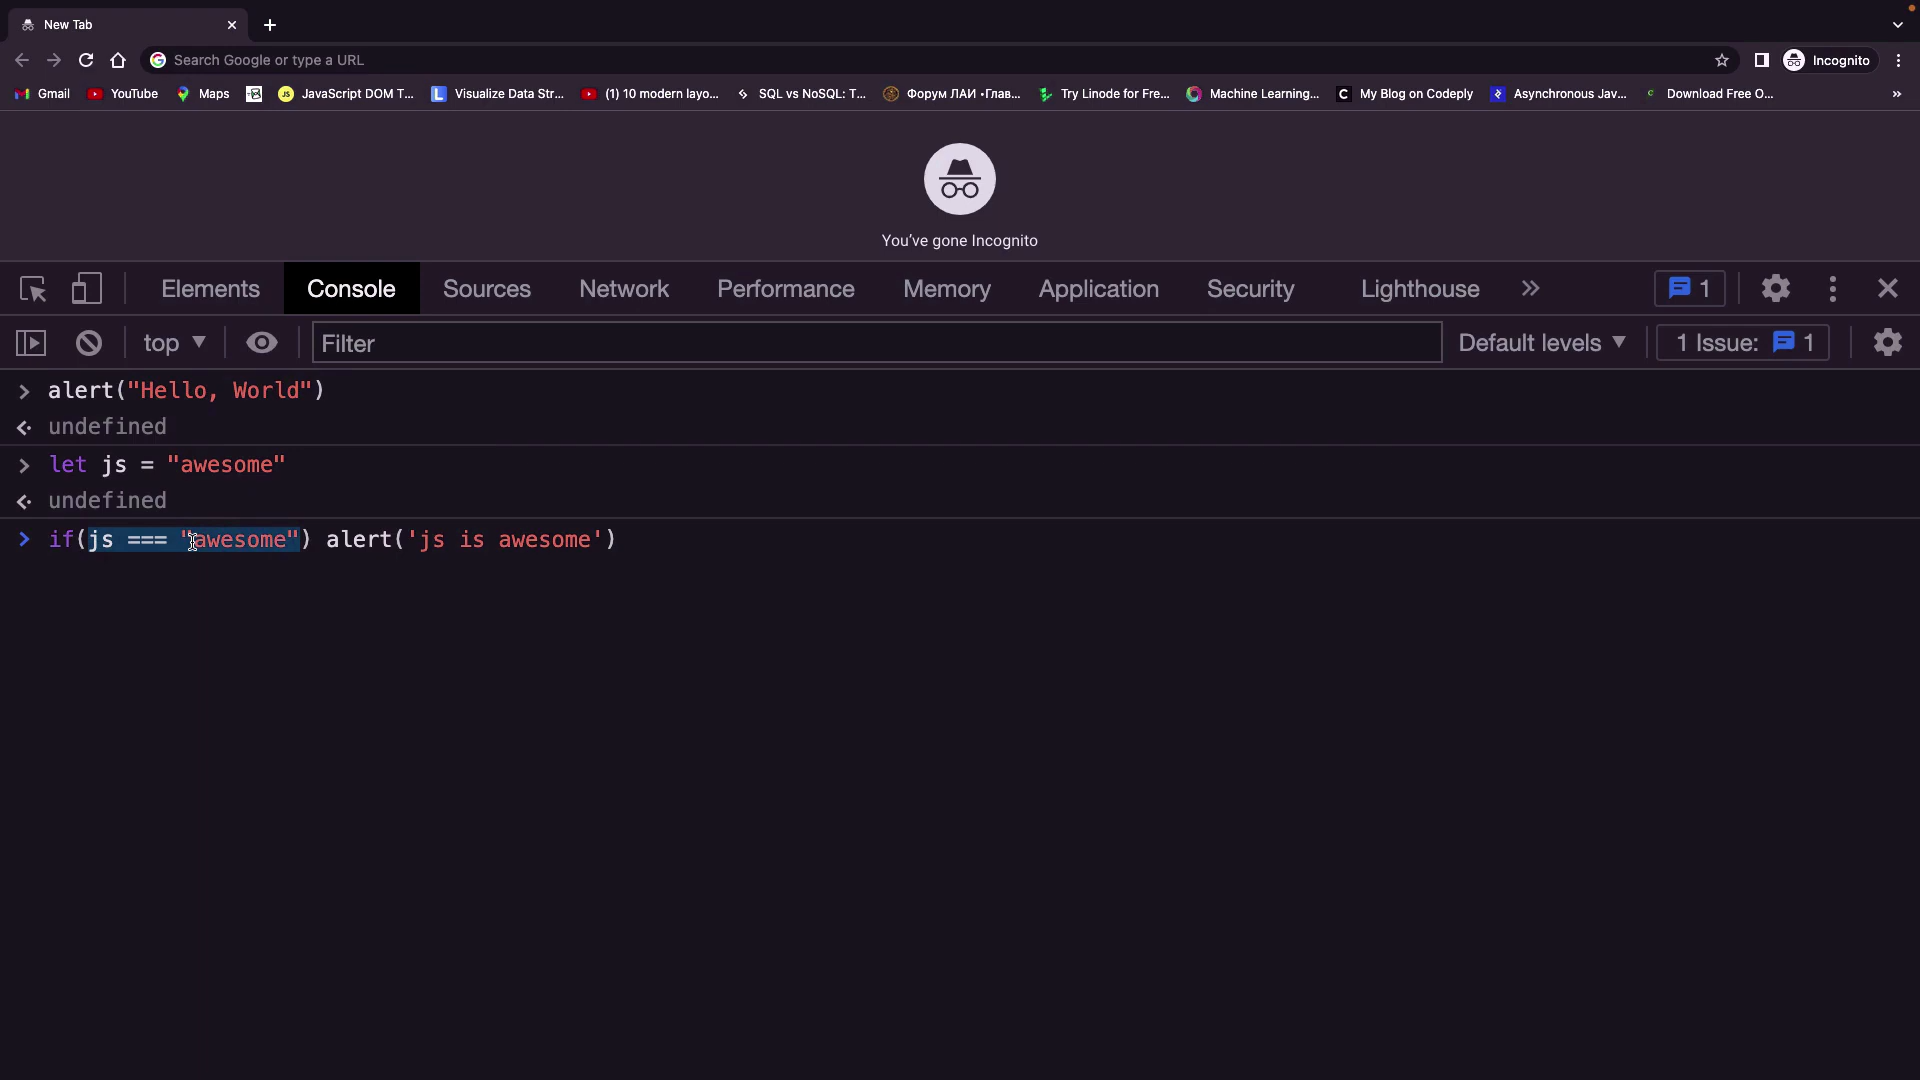 New Tab
Search Google or type a URL
Incognito
Gmail YouTube Maps JavaScript DOM T... Visualize Data Str... (1) 10 modern layo... SQL vs NoSQL: T... Форум ЛАИ •Глав... Try Linode for Fre... Machine Learning... My Blog on Codeply Asynchronous Jav... Download Free O... »
You've gone Incognito
Elements Console Sources Network Performance Memory Application Security Lighthouse » 1
top Filter Default levels 1 Issue: 1
> alert("Hello, World")
undefined
> let js = "awesome"
undefined
> if(js === "awesome") alert('js is awesome')